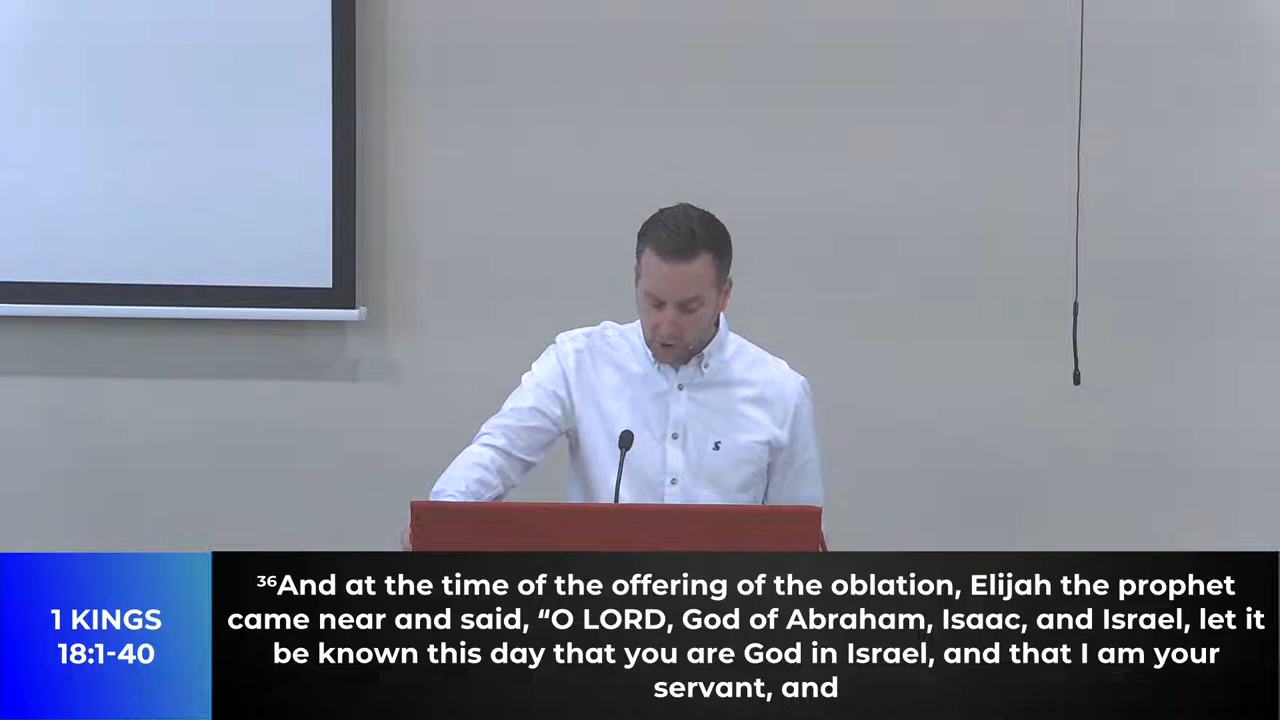 1 KINGS
18:1-40
³⁶And at the time of the offering of the oblation, Elijah the prophet
came near and said, “O LORD, God of Abraham, Isaac, and Israel, let it
be known this day that you are God in Israel, and that I am your
servant, and